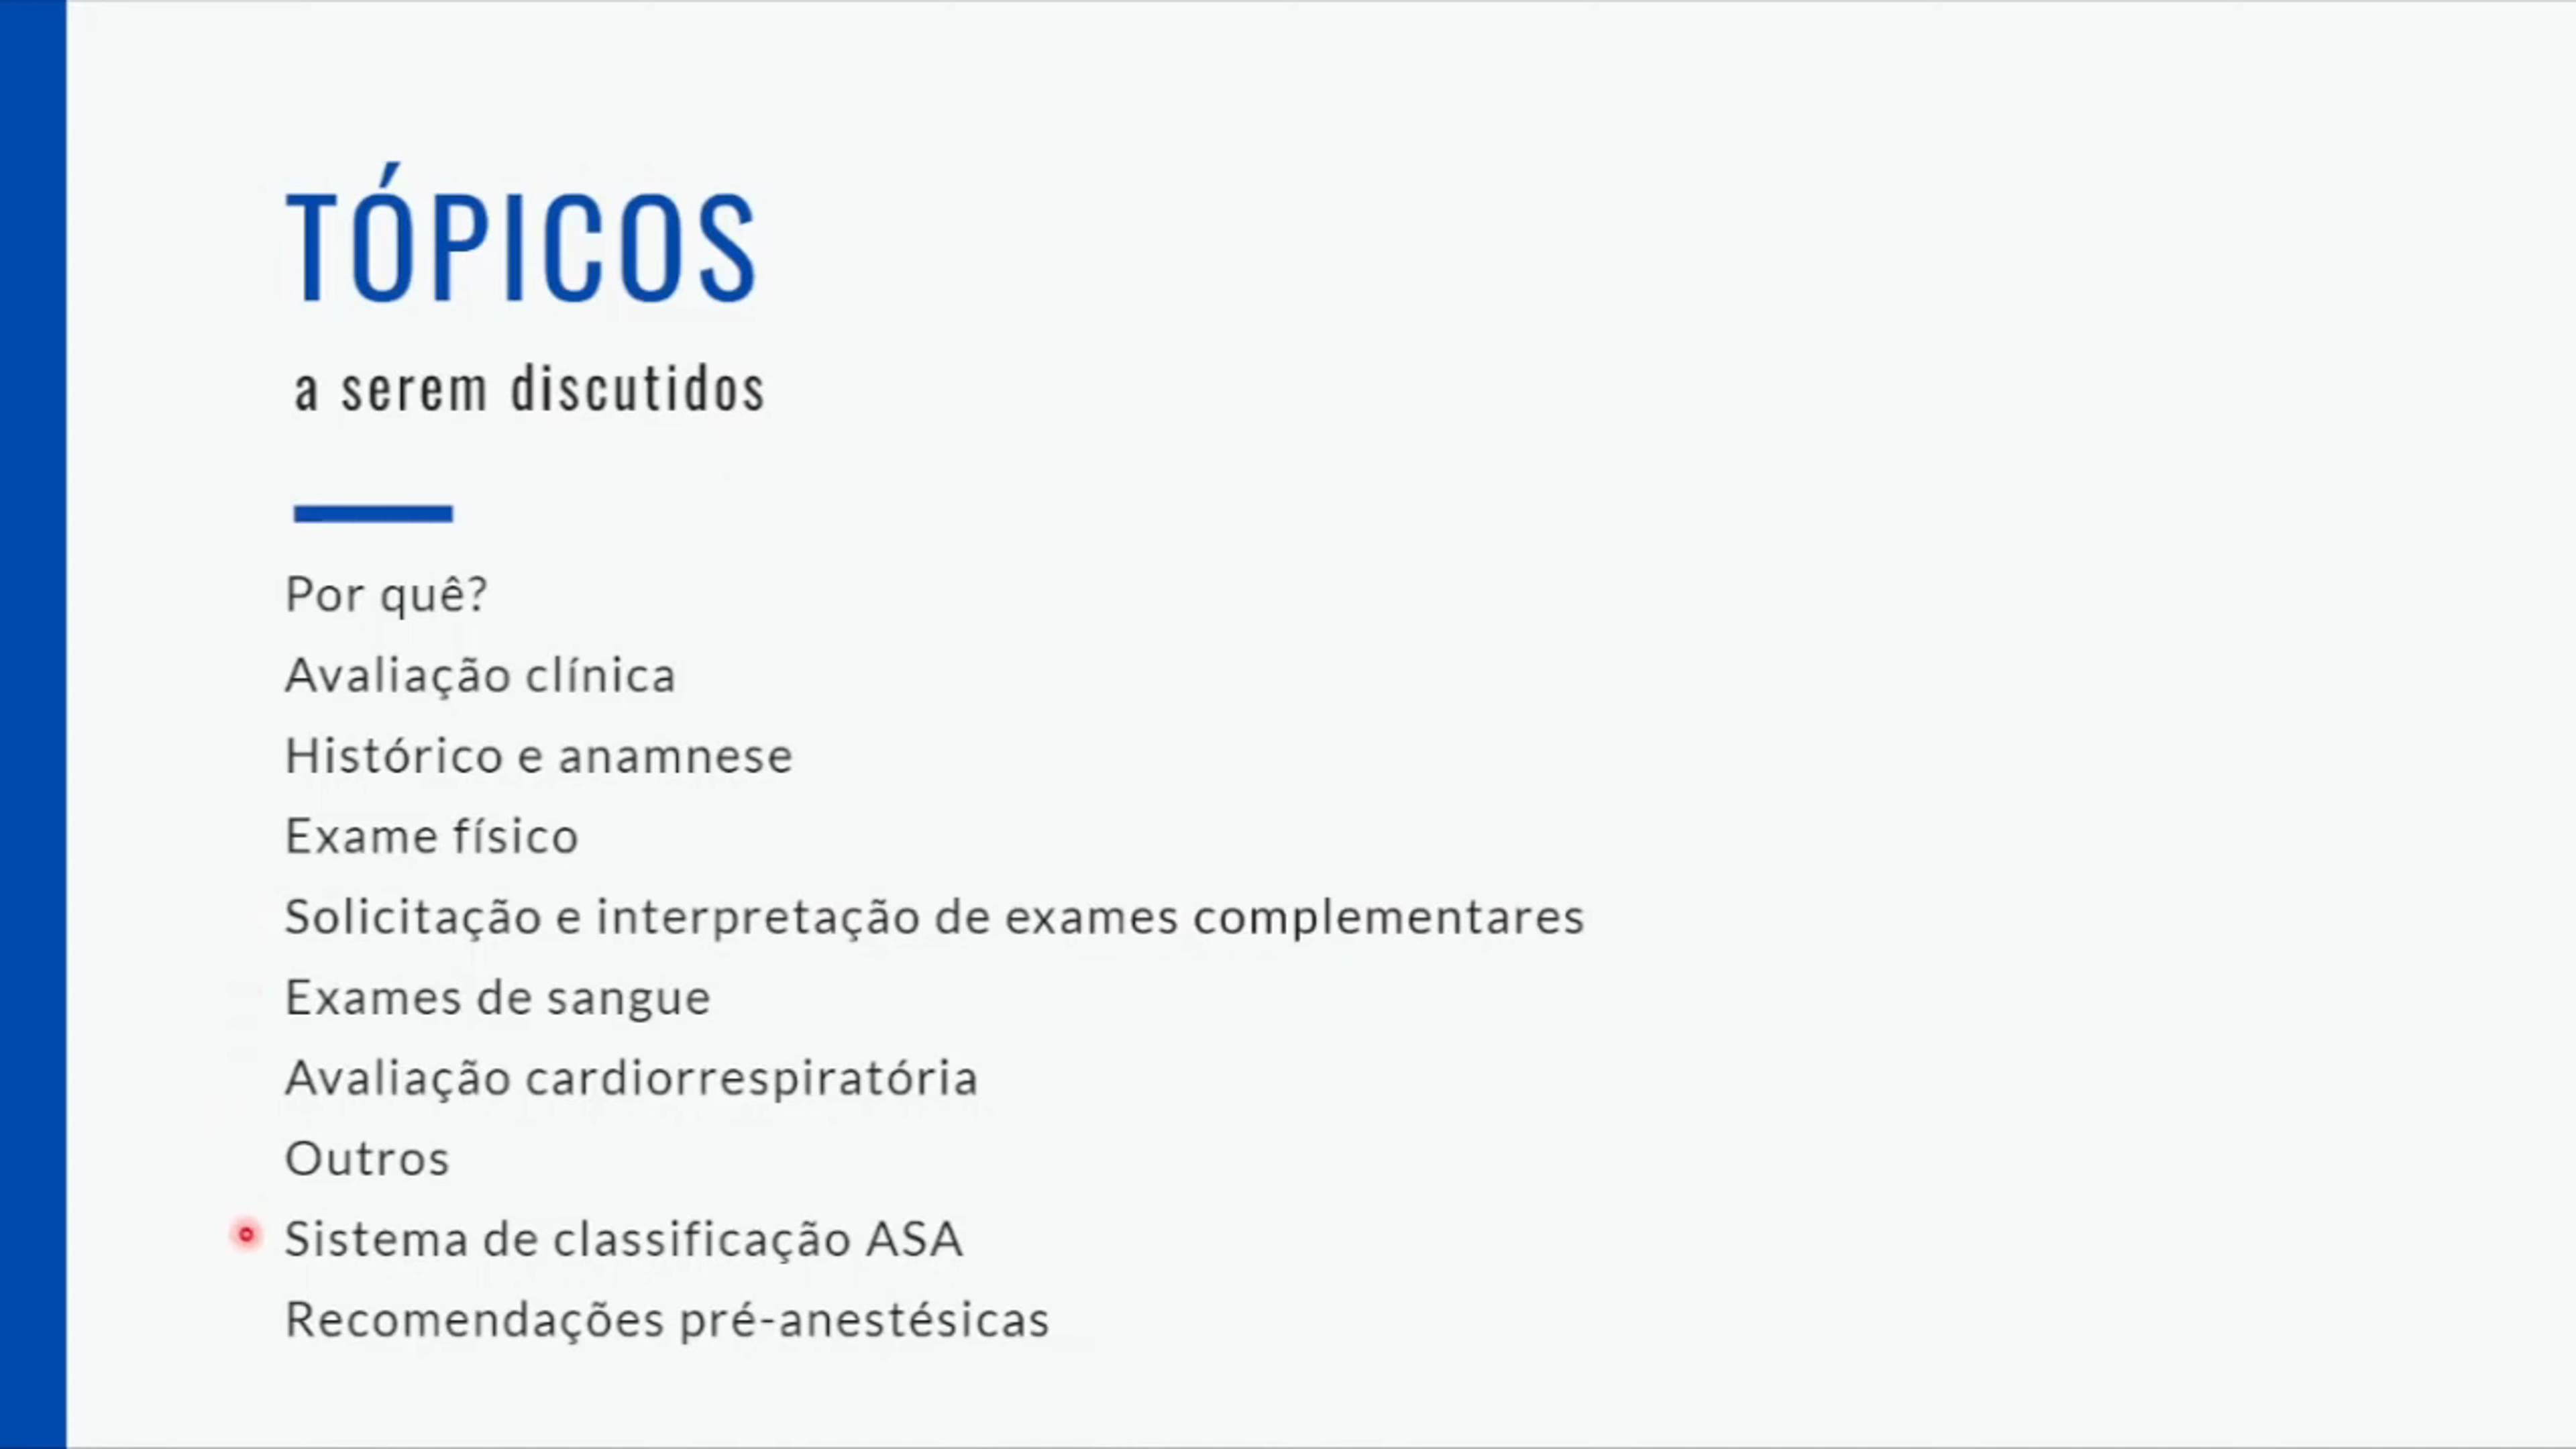 TÓPICOS
a serem discutidos
Por quê?
Avaliação clínica
Histórico e anamnese
Exame físico
Solicitação e interpretação de exames complementares
Exames de sangue
Avaliação cardiorrespiratória
Outros
Sistema de classificação ASA
Recomendações pré-anestésicas